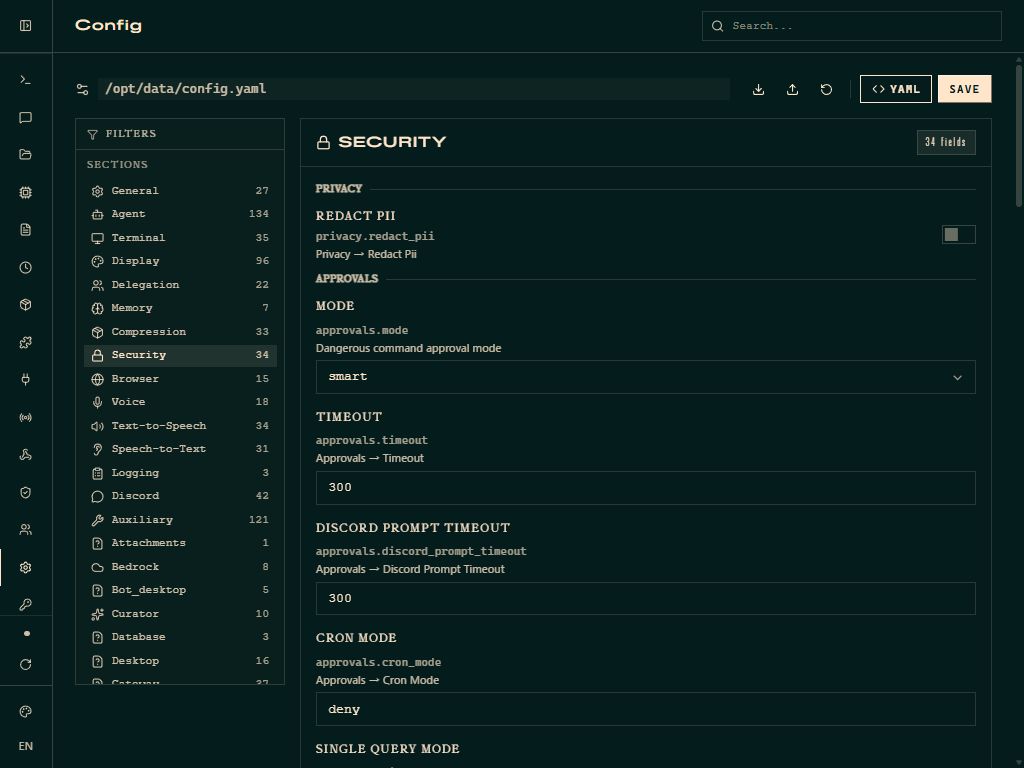 Config
Search...
/opt/data/config.yaml
YAML
SAVE
FILTERS
SECTIONS
General 27
Agent 134
Terminal 35
Display 96
Delegation 22
Memory 7
Compression 33
Security 34
Browser 15
Voice 18
Text-to-Speech 34
Speech-to-Text 31
Logging 3
Discord 42
Auxiliary 121
Attachments 1
Bedrock 8
Bot_desktop 5
Curator 10
Database 3
Desktop 16
Gateway 37
EN
SECURITY
34 fields
PRIVACY
REDACT PII
privacy.redact_pii
Privacy → Redact Pii
APPROVALS
MODE
approvals.mode
Dangerous command approval mode
smart
TIMEOUT
approvals.timeout
Approvals → Timeout
300
DISCORD PROMPT TIMEOUT
approvals.discord_prompt_timeout
Approvals → Discord Prompt Timeout
300
CRON MODE
approvals.cron_mode
Approvals → Cron Mode
deny
SINGLE QUERY MODE